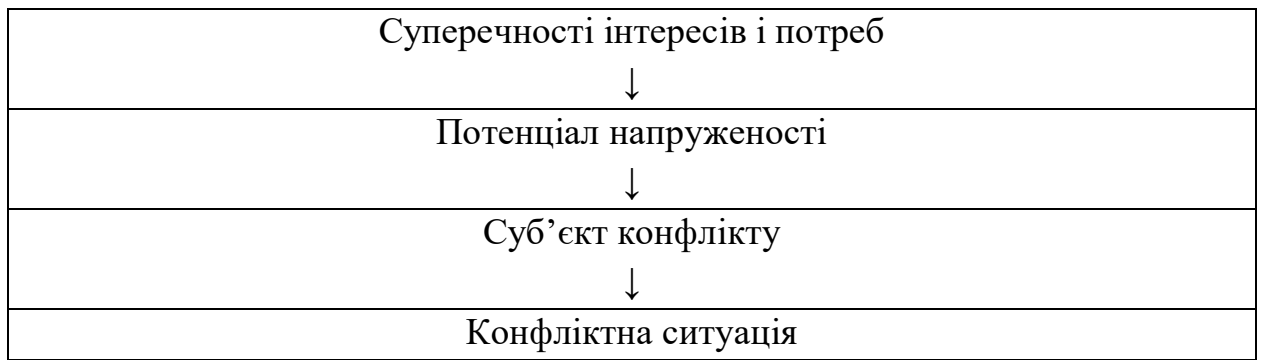 Суперечності інтересів і потреб
↓
Потенціал напруженості
↓
Суб’єкт конфлікту
↓
Конфліктна ситуація